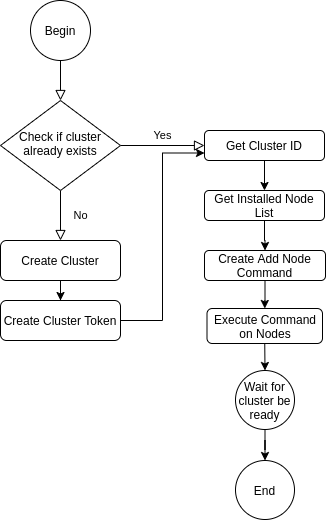 Begin
Check if cluster
already exists
Yes
No
Create Cluster
Create Cluster Token
Get Cluster ID
Get Installed Node
List
Create Add Node
Command
Execute Command
on Nodes
Wait for
cluster be
ready
End